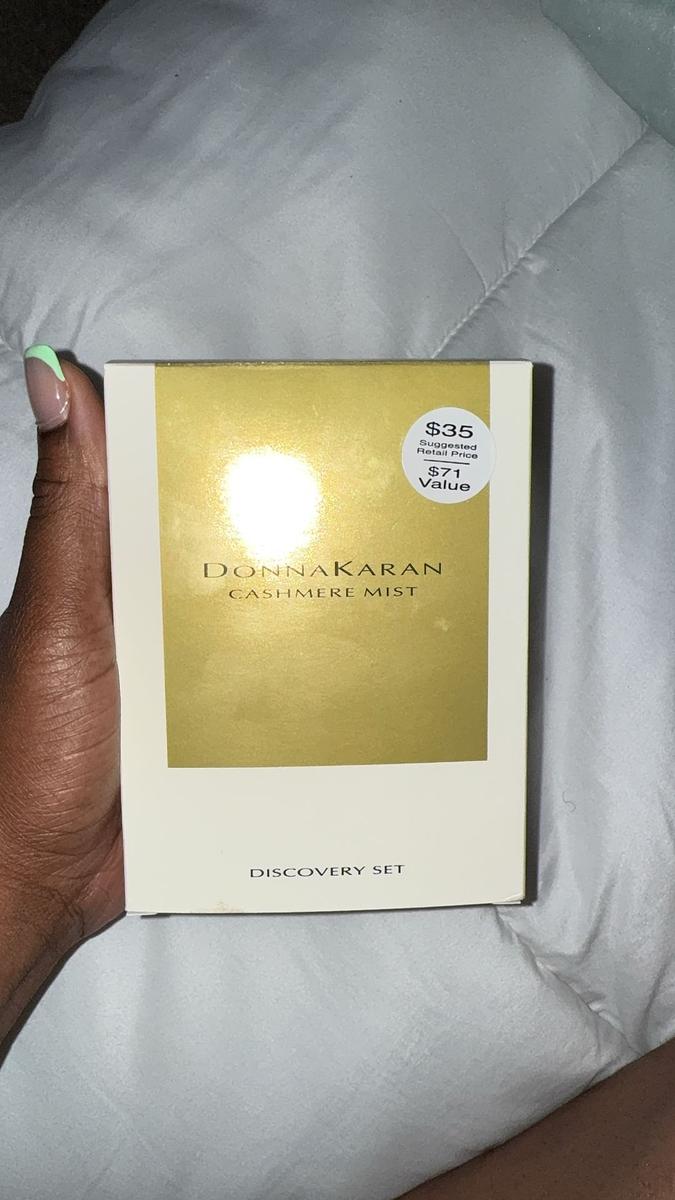 $35
Suggested
Retail Price
$71
Value
DONNAKARAN
CASHMERE MIST
DISCOVERY SET